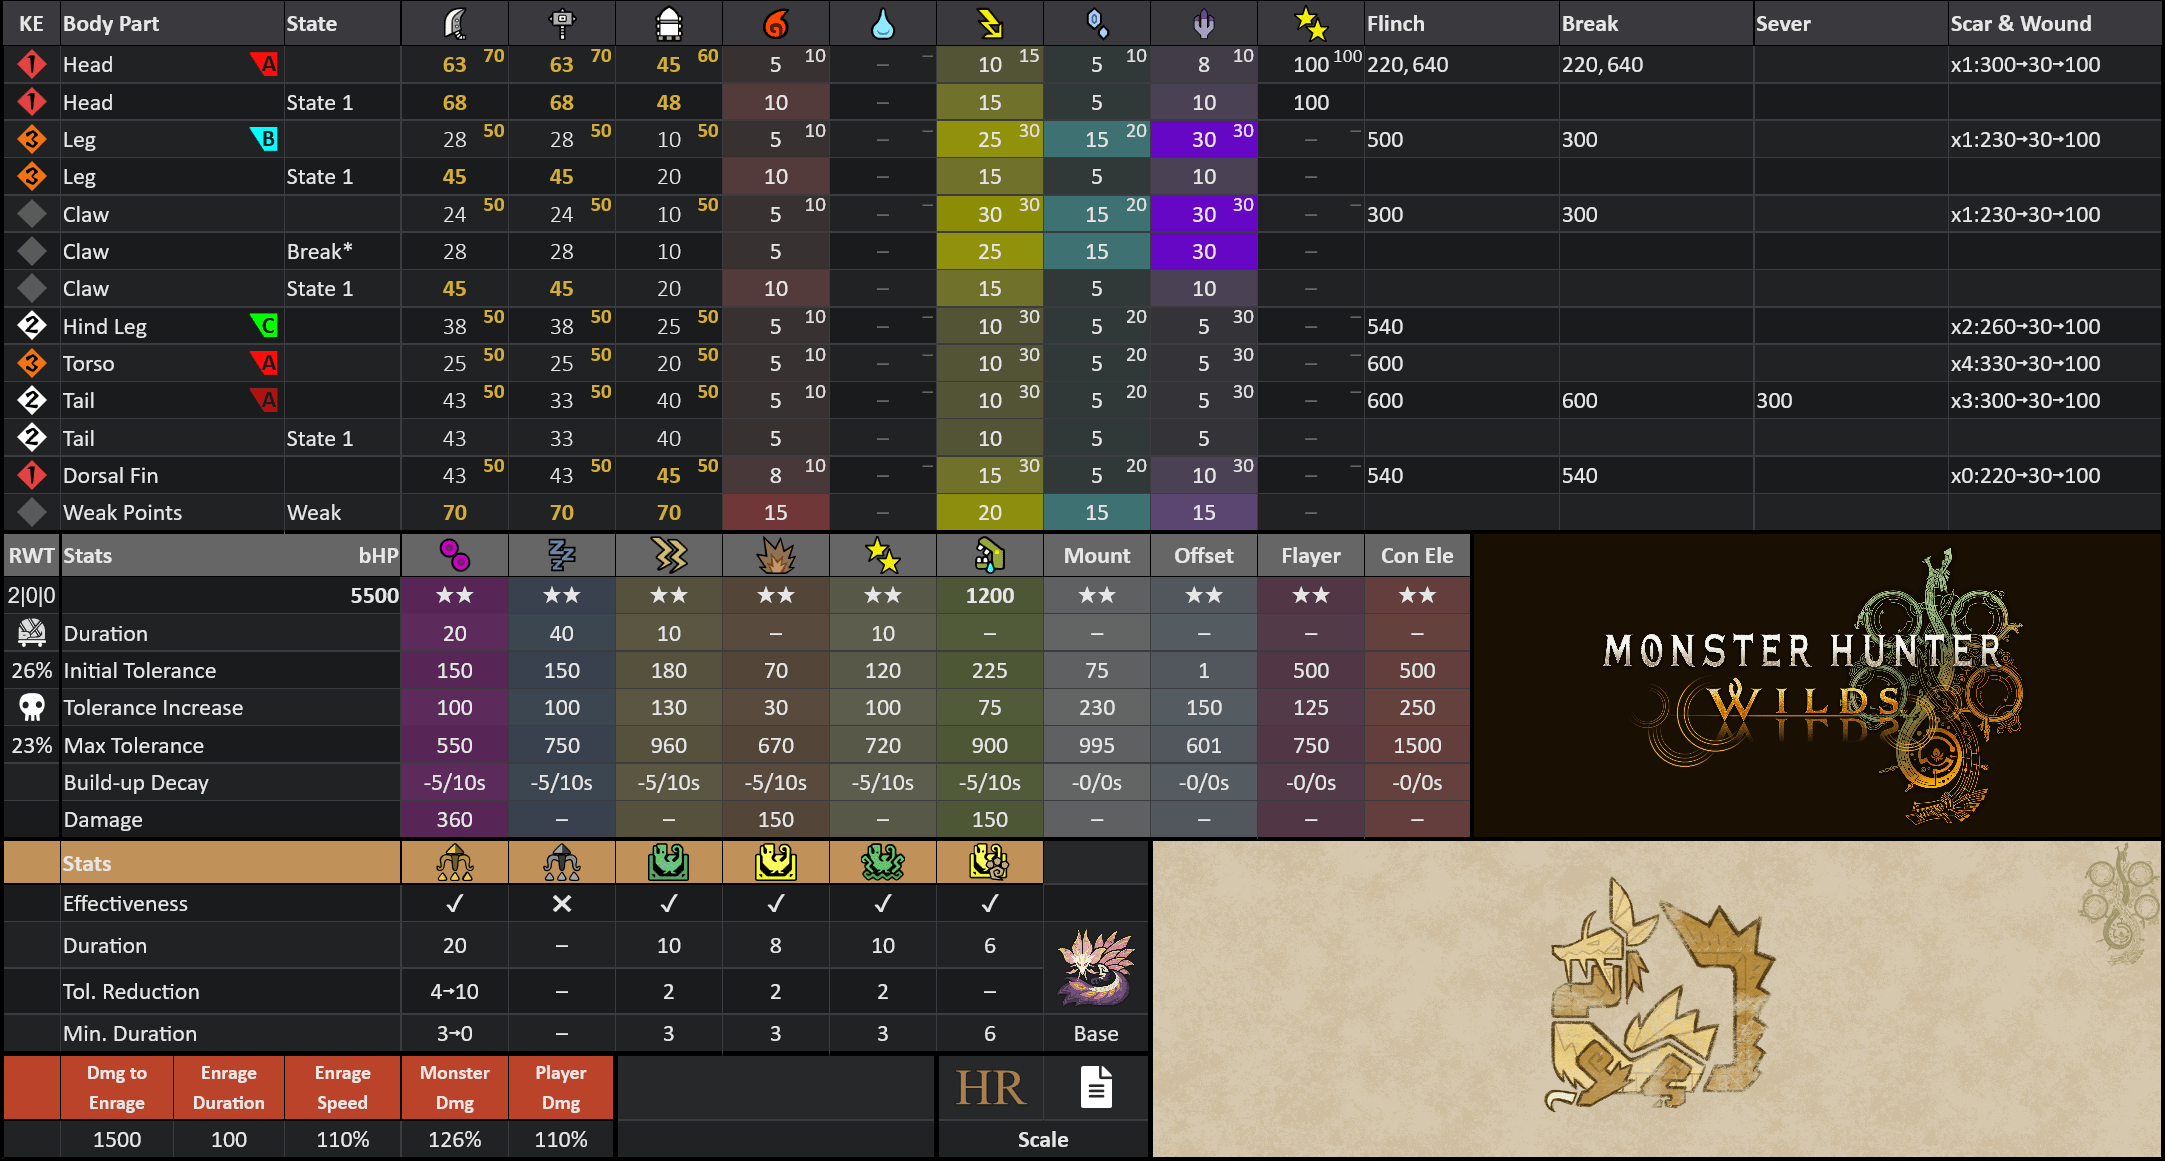 KE Body Part State Flinch Break Sever Scar & Wound
1 Head A 63 70 63 70 45 60 5 10 – – 10 15 5 10 8 10 100 100 220, 640 220, 640 x1:300→30→100
1 Head State 1 68 68 48 10 – 15 5 10 100
3 Leg B 28 50 28 50 10 50 5 10 – – 25 30 15 20 30 30 – – 500 300 x1:230→30→100
3 Leg State 1 45 45 20 10 – 15 5 10 –
Claw 24 50 24 50 10 50 5 10 – – 30 30 15 20 30 30 – – 300 300 x1:230→30→100
Claw Break* 28 28 10 5 – 25 15 30 –
Claw State 1 45 45 20 10 – 15 5 10 –
2 Hind Leg C 38 50 38 50 25 50 5 10 – – 10 30 5 20 5 30 – – 540 x2:260→30→100
3 Torso A 25 50 25 50 20 50 5 10 – – 10 30 5 20 5 30 – – 600 x4:330→30→100
2 Tail A 43 50 33 50 40 50 5 10 – – 10 30 5 20 5 30 – – 600 600 300 x3:300→30→100
2 Tail State 1 43 33 40 5 – 10 5 5 –
1 Dorsal Fin 43 50 43 50 45 50 8 10 – – 15 30 5 20 10 30 – – 540 540 x0:220→30→100
Weak Points Weak 70 70 70 15 – 20 15 15 –
RWT Stats bHP Mount Offset Flayer Con Ele
2|0|0 5500 ★★ ★★ ★★ ★★ ★★ 1200 ★★ ★★ ★★ ★★
Duration 20 40 10 – 10 – – – – –
26% Initial Tolerance 150 150 180 70 120 225 75 1 500 500
Tolerance Increase 100 100 130 30 100 75 230 150 125 250
23% Max Tolerance 550 750 960 670 720 900 995 601 750 1500
Build-up Decay -5/10s -5/10s -5/10s -5/10s -5/10s -5/10s -0/0s -0/0s -0/0s -0/0s
Damage 360 – – 150 – 150 – – – –
MONSTER HUNTER
WILDS
Stats
Effectiveness ✓ ✕ ✓ ✓ ✓ ✓
Duration 20 – 10 8 10 6
Tol. Reduction 4→10 – 2 2 2 –
Min. Duration 3→0 – 3 3 3 6 Base
Dmg to Enrage Enrage Monster Player
Enrage Duration Speed Dmg Dmg
HR
1500 100 110% 126% 110% Scale